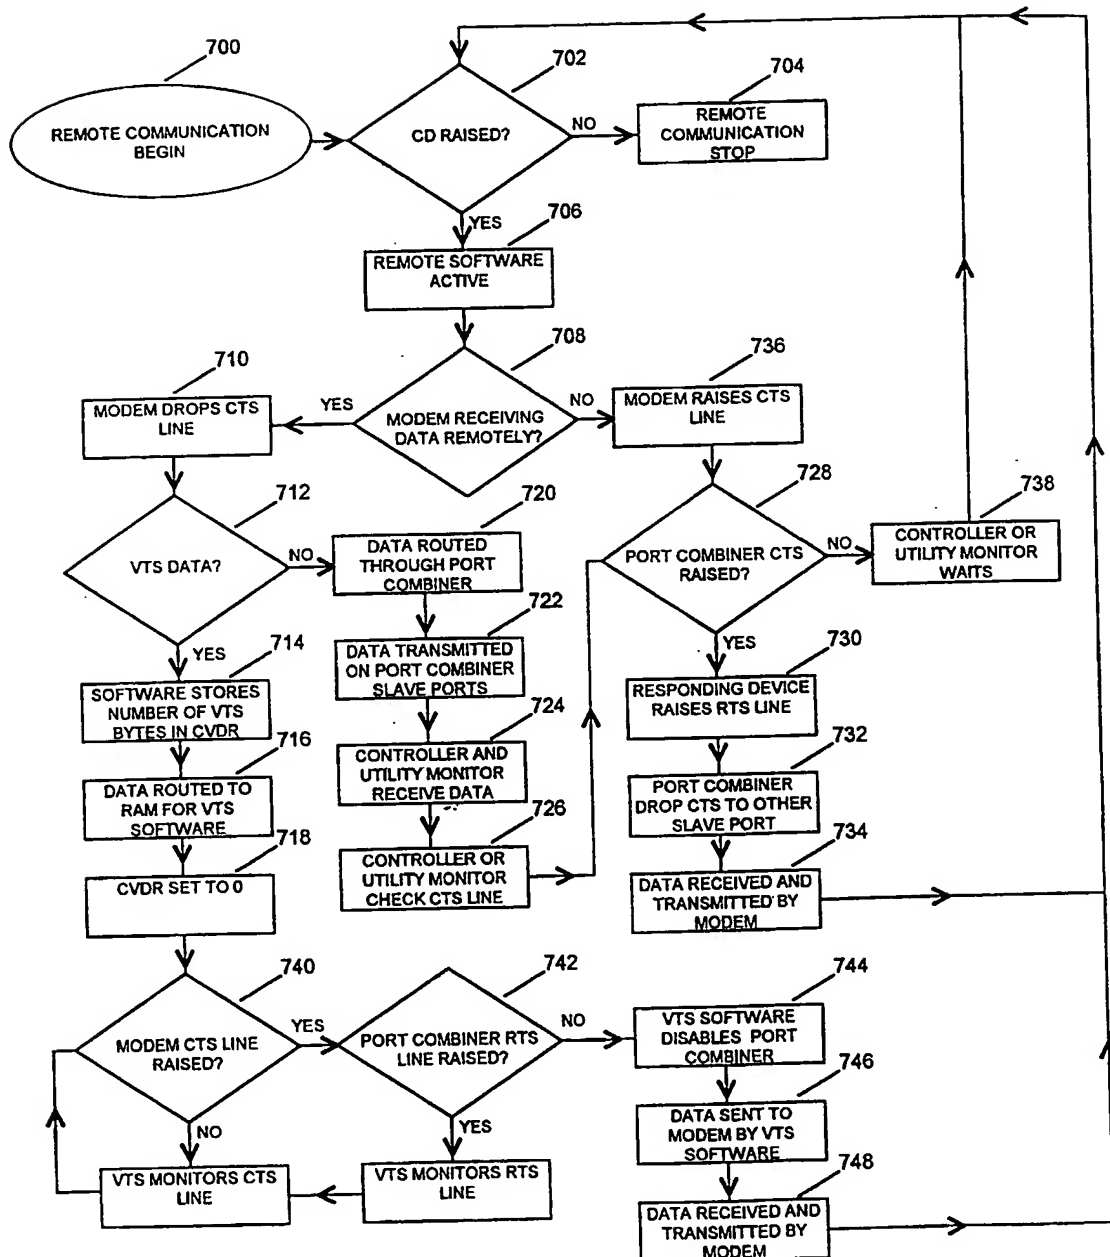 700
REMOTE COMMUNICATION
BEGIN
702
CD RAISED?
NO
704
REMOTE
COMMUNICATION
STOP
YES
706
REMOTE SOFTWARE
ACTIVE
708
MODEM RECEIVING
DATA REMOTELY?
YES
NO
710
MODEM DROPS CTS
LINE
736
MODEM RAISES CTS
LINE
712
VTS DATA?
NO
YES
720
DATA ROUTED
THROUGH PORT
COMBINER
722
DATA TRANSMITTED
ON PORT COMBINER
SLAVE PORTS
724
CONTROLLER AND
UTILITY MONITOR
RECEIVE DATA
726
CONTROLLER OR
UTILITY MONITOR
CHECK CTS LINE
728
PORT COMBINER CTS
RAISED?
NO
738
CONTROLLER OR
UTILITY MONITOR
WAITS
YES
730
RESPONDING DEVICE
RAISES RTS LINE
732
PORT COMBINER
DROP CTS TO OTHER
SLAVE PORT
734
DATA RECEIVED AND
TRANSMITTED BY
MODEM
714
SOFTWARE STORES
NUMBER OF VTS
BYTES IN CVDR
716
DATA ROUTED TO
RAM FOR VTS
SOFTWARE
718
CVDR SET TO 0
740
MODEM CTS LINE
RAISED?
YES
NO
742
PORT COMBINER RTS
LINE RAISED?
NO
YES
744
VTS SOFTWARE
DISABLES PORT
COMBINER
746
DATA SENT TO
MODEM BY VTS
SOFTWARE
748
DATA RECEIVED AND
TRANSMITTED BY
MODEM
VTS MONITORS CTS
LINE
VTS MONITORS RTS
LINE